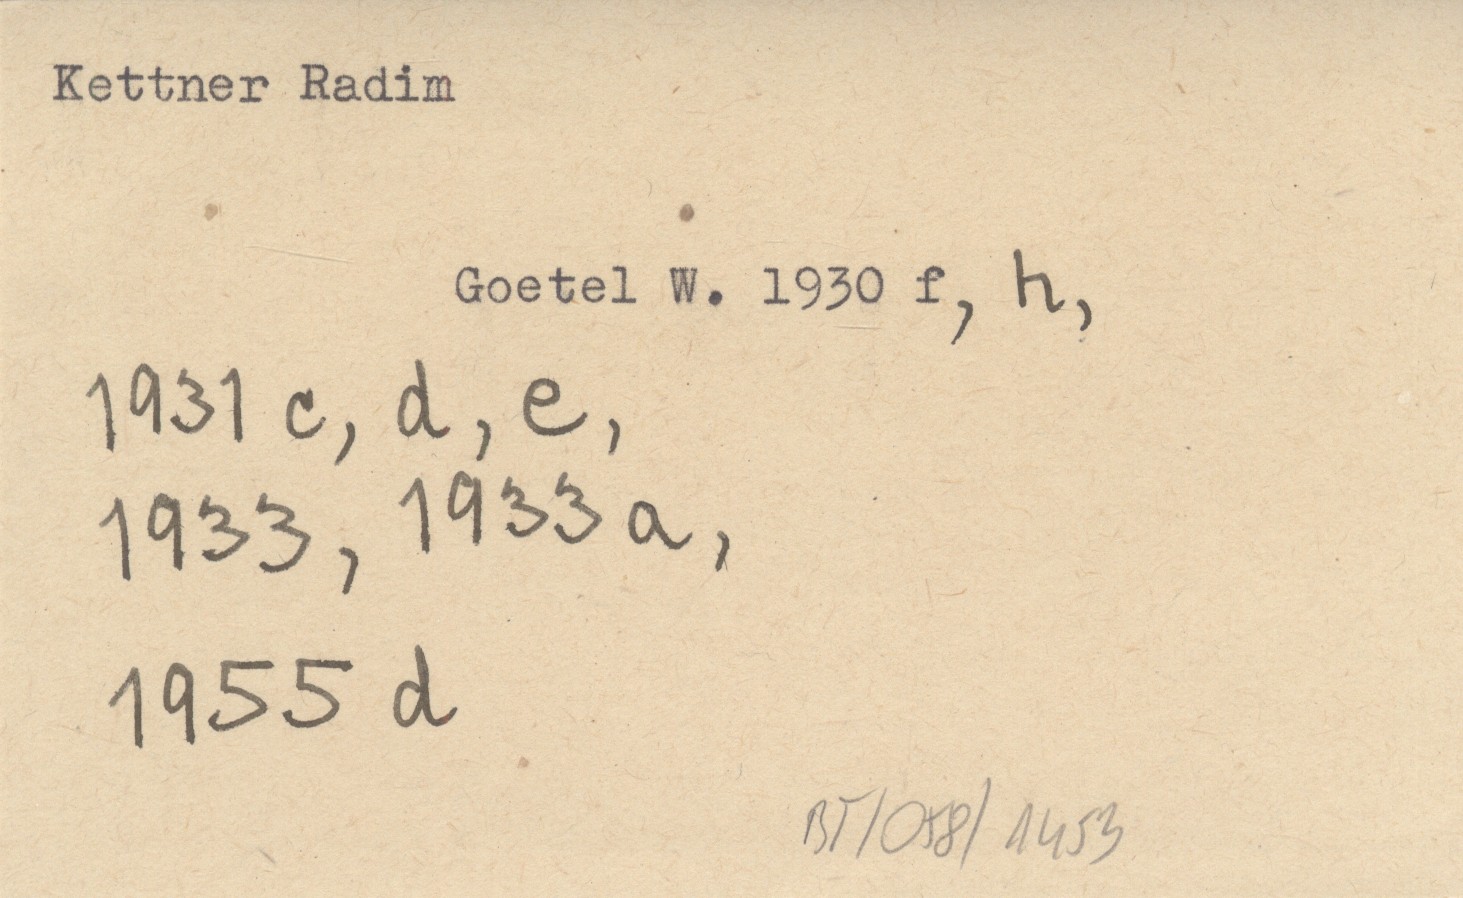 Kettner Radim
Goetel W. 1930 f, h,
1931 c, d, e,
1933, 1933 a,
1955 d
BT/058/1453